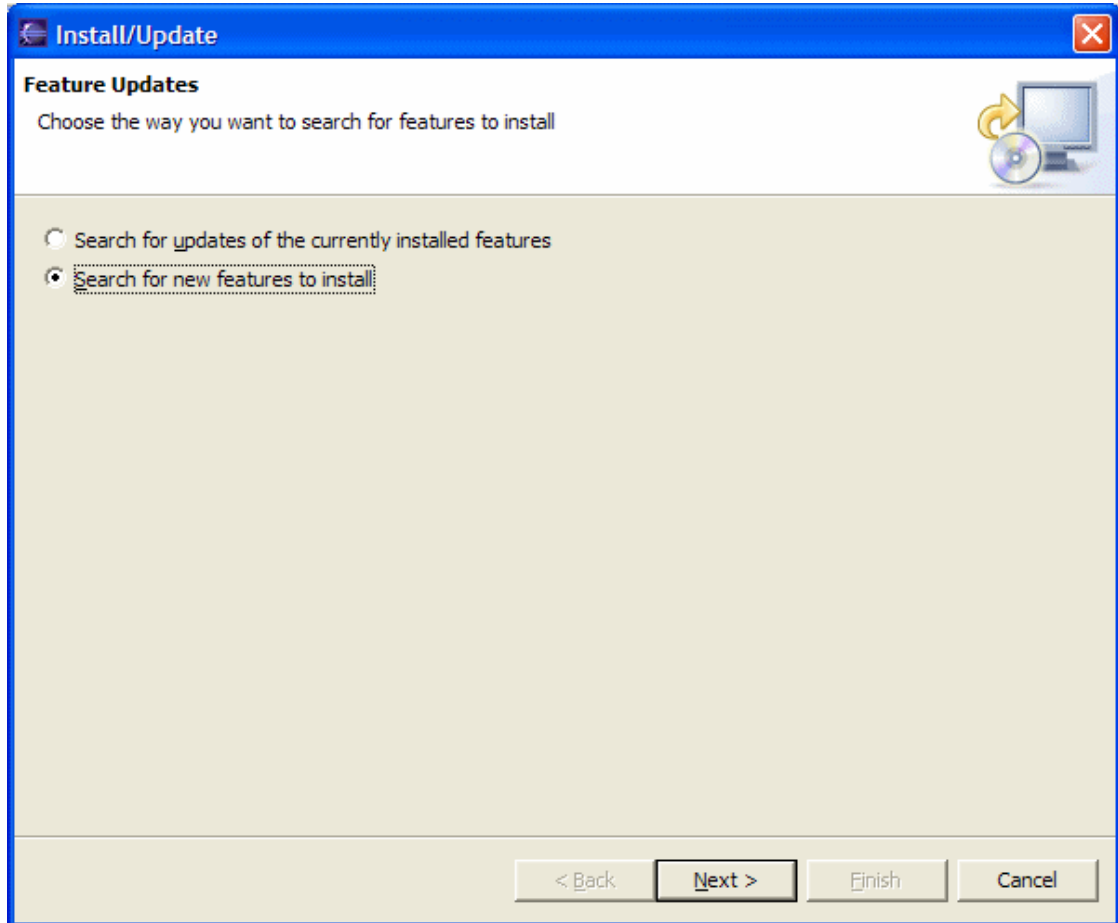 Install/Update
Feature Updates
Choose the way you want to search for features to install
Search for updates of the currently installed features
Search for new features to install
< Back Next > Finish Cancel